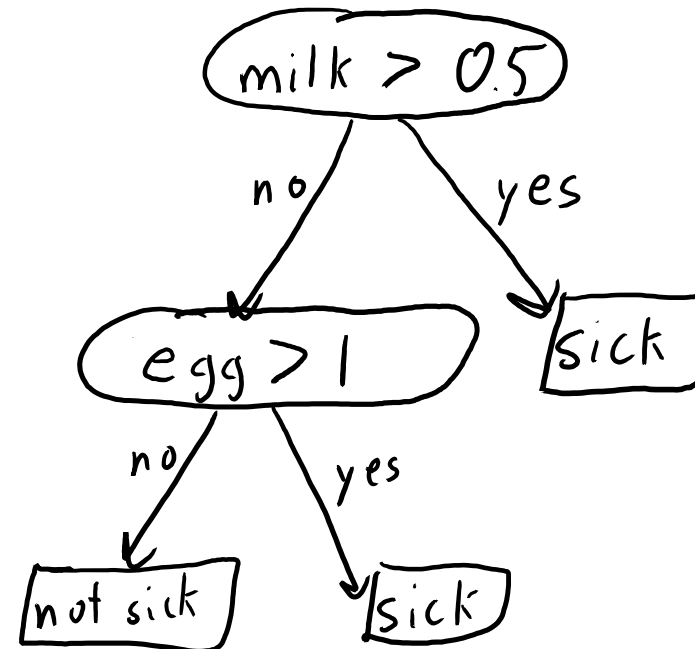 milk > 0.5
no
yes
egg > 1
sick
no
yes
not sick
sick